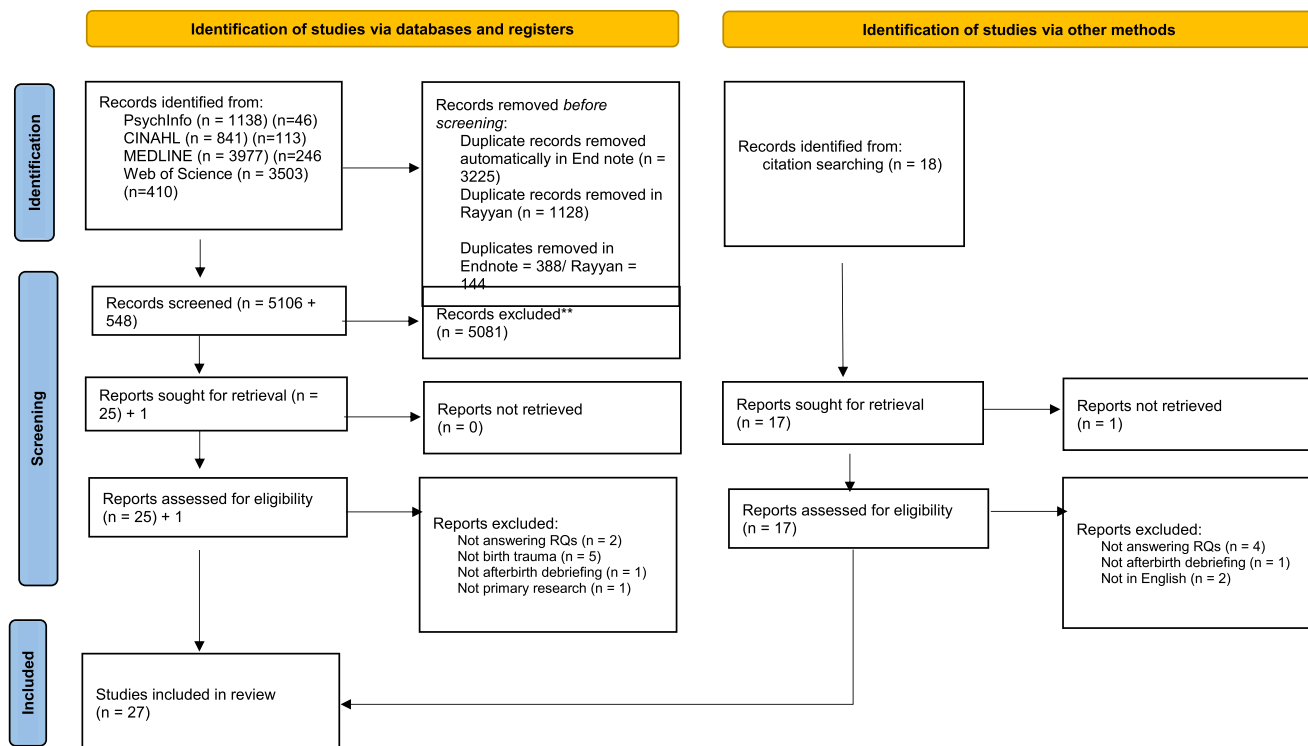 Identification of studies via databases and registers
Identification of studies via other methods
Identification
Records identified from:
PsychInfo (n = 1138) (n=46)
CINAHL (n = 841) (n=113)
MEDLINE (n = 3977) (n=246
Web of Science (n = 3503)
(n=410)
Records removed before
screening:
Duplicate records removed
automatically in End note (n =
3225)
Duplicate records removed in
Rayyan (n = 1128)
Duplicates removed in
Endnote = 388/ Rayyan =
144
Records identified from:
citation searching (n = 18)
Screening
Records screened (n = 5106 +
548)
Records excluded**
(n = 5081)
Reports sought for retrieval (n =
25) + 1
Reports not retrieved
(n = 0)
Reports sought for retrieval
(n = 17)
Reports not retrieved
(n = 1)
Reports assessed for eligibility
(n = 25) + 1
Reports excluded:
Not answering RQs (n = 2)
Not birth trauma (n = 5)
Not afterbirth debriefing (n = 1)
Not primary research (n = 1)
Reports assessed for eligibility
(n = 17)
Reports excluded:
Not answering RQs (n = 4)
Not afterbirth debriefing (n = 1)
Not in English (n = 2)
Included
Studies included in review
(n = 27)